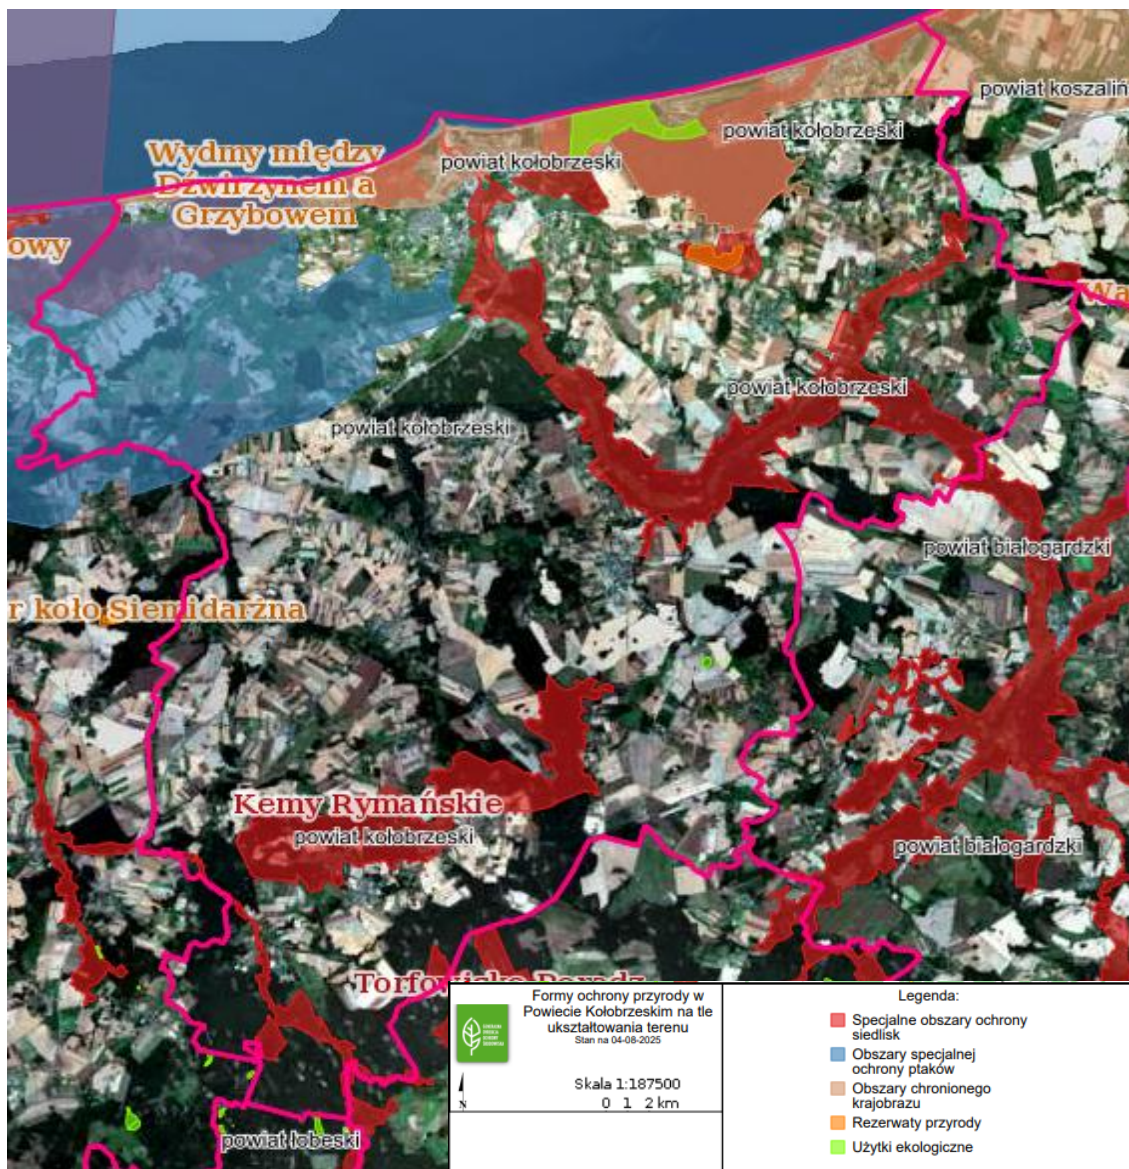 powiat koszaliń
powiat kołobrzeski
Wydmy między
Dźwirzynem a
Grzybowem
powiat kołobrzeski
owy
Wa
powiat kołobrzeski
powiat kołobrzeski
powiat białogardzki
r koło Siemidarżna
Kemy Rymańskie
powiat kołobrzeski
powiat białogardzki
Torfowisko Poradz
Formy ochrony przyrody w
Powiecie Kołobrzeskim na tle
ukształtowania terenu
Stan na 04-08-2025
N
Skala 1:187500
0 1 2 km
Legenda:
Specjalne obszary ochrony
siedlisk
Obszary specjalnej
ochrony ptaków
Obszary chronionego
krajobrazu
Rezerwaty przyrody
Użytki ekologiczne
powiat łobeski